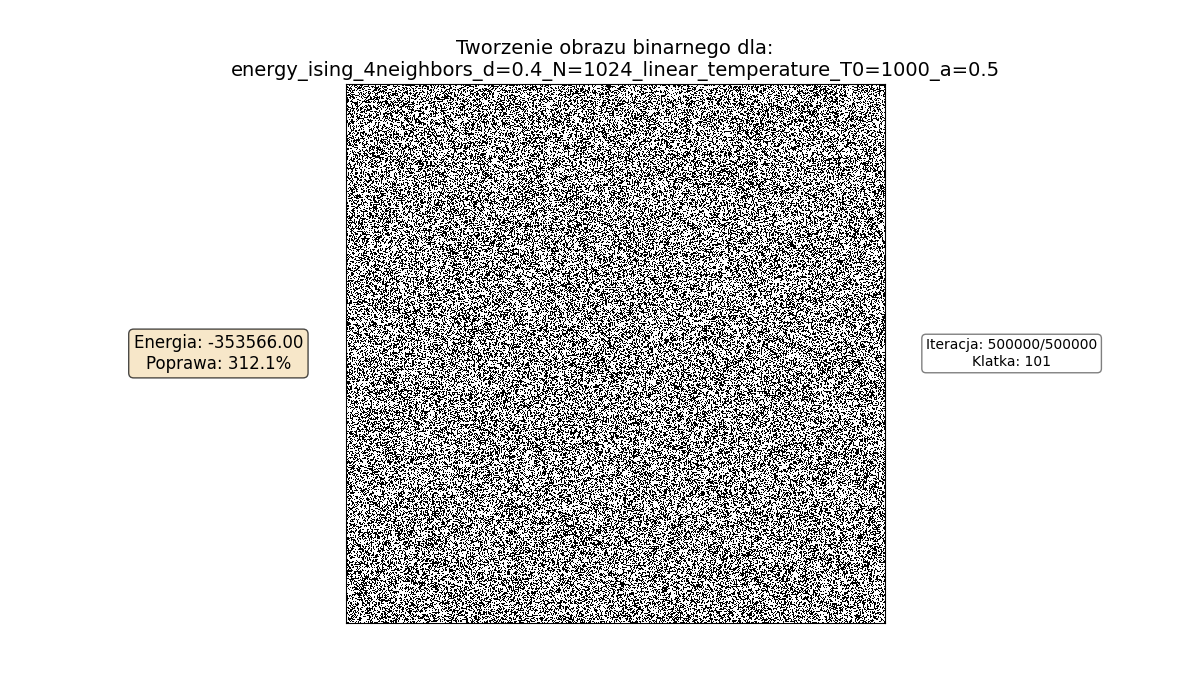 Tworzenie obrazu binarnego dla:
energy_ising_4neighbors_d=0.4_N=1024_linear_temperature_T0=1000_a=0.5
Energia: -353566.00
Poprawa: 312.1%
Iteracja: 500000/500000
Klatka: 101